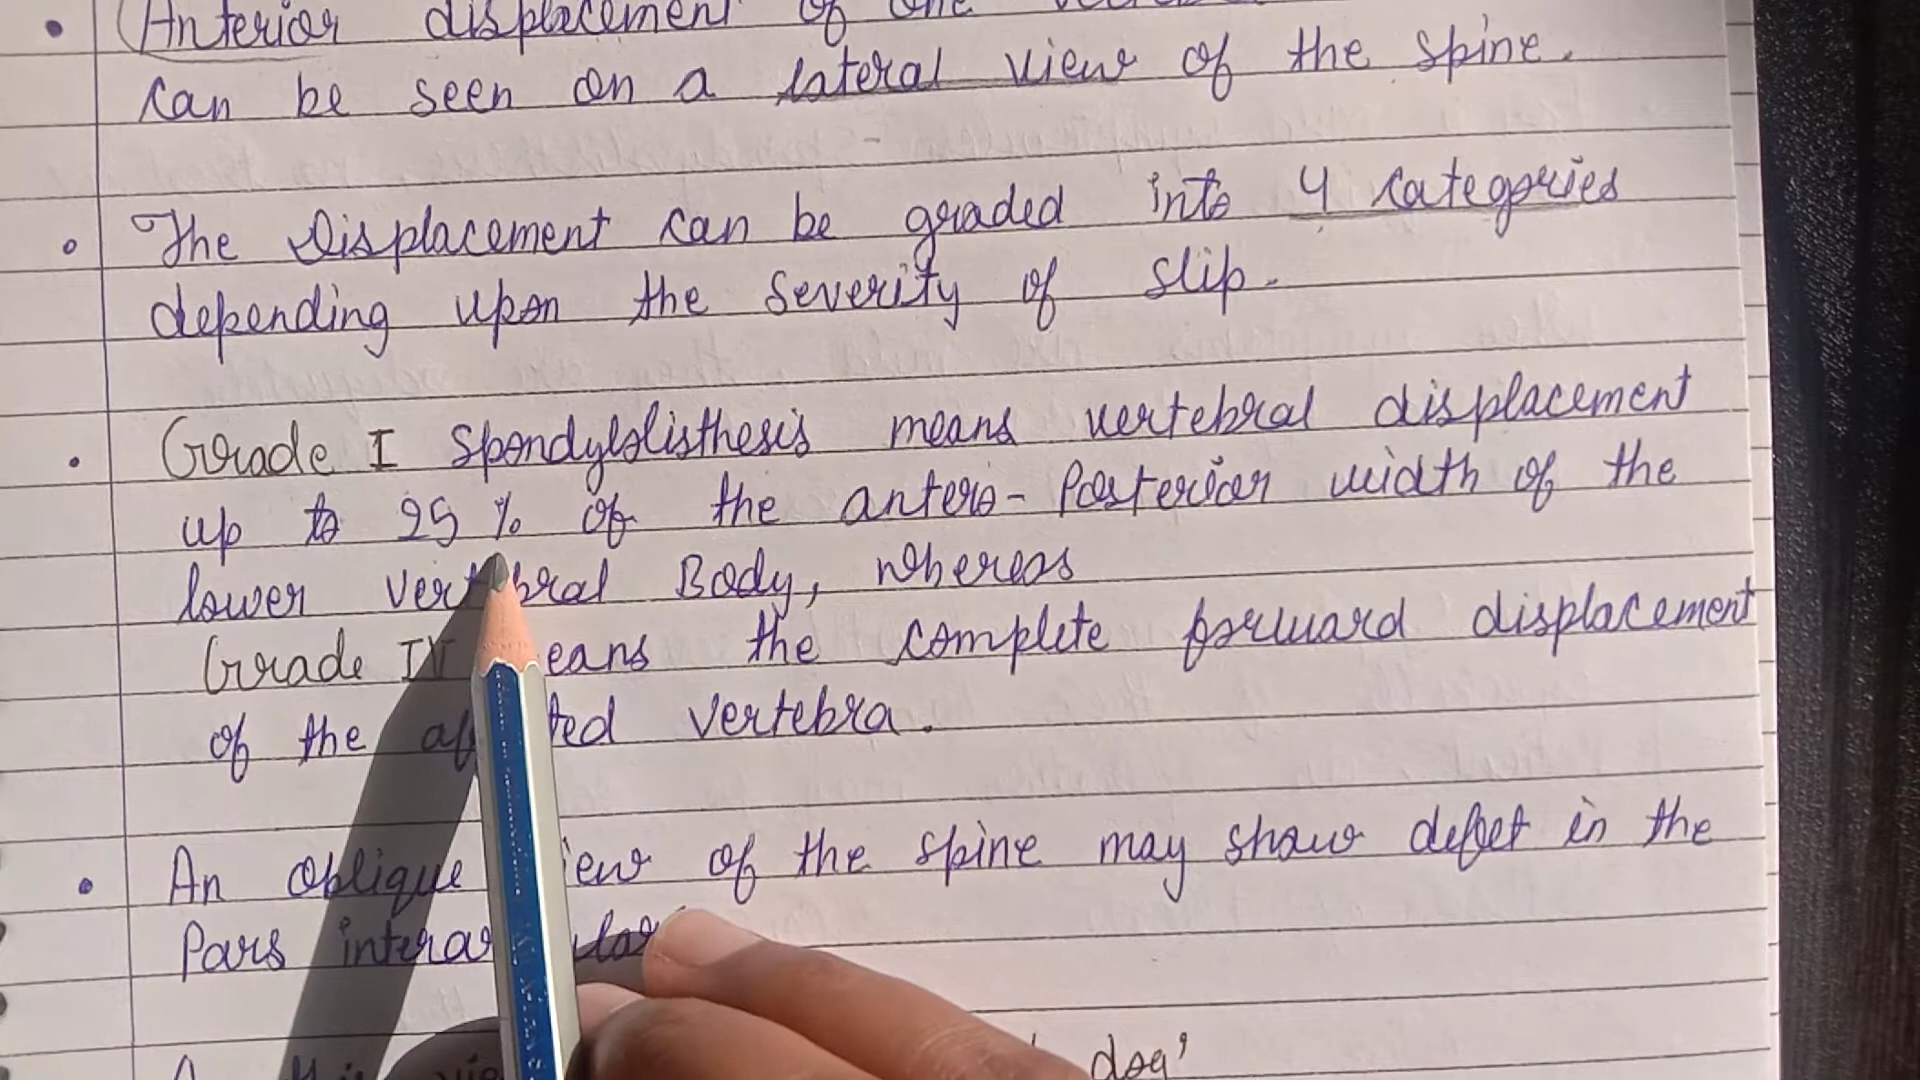 Anterior displacement of one
can be seen on a lateral view of the spine.
The Displacement can be graded into 4 categories
depending upon the severity of slip.
Grade I spondylolisthesis means vertebral displacement
up to 25 % of the antero-Posterior width of the
lower vertebral Body, whereas
Grade IV means the complete forward displacement
of the affected vertebra.
An oblique view of the spine may show defect in the
Pars interarticularis
dog'